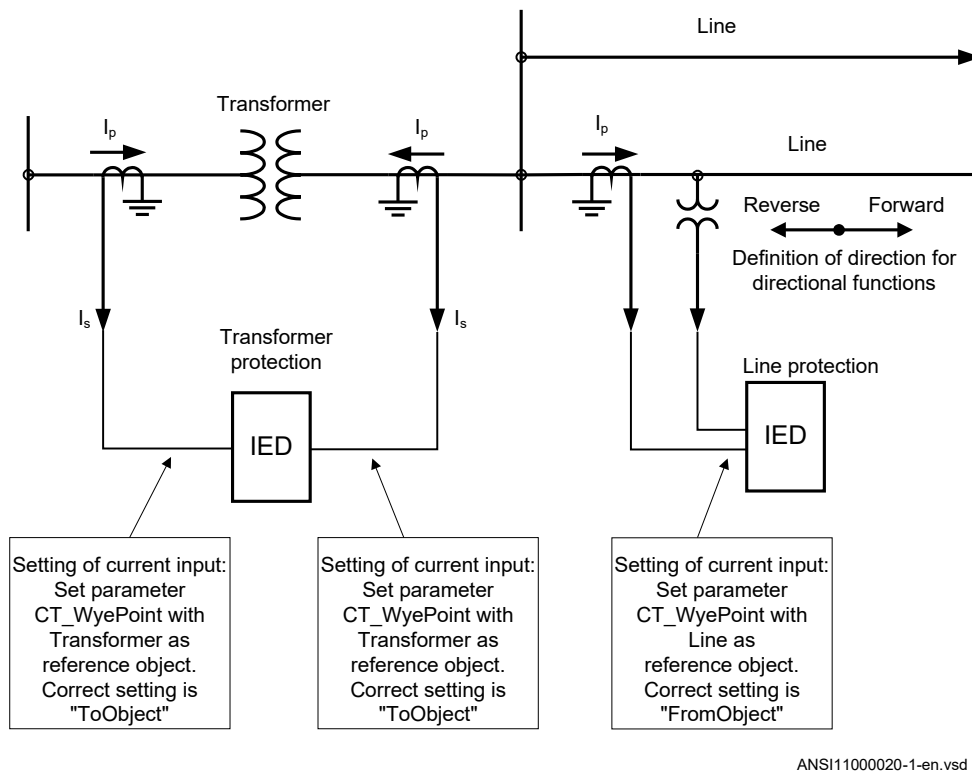 Line
Transformer
Ip
Ip
Ip
Line
Reverse
Forward
Definition of direction for
directional functions
Is
Is
Transformer
protection
Line protection
IED
IED
Setting of current input:
Set parameter
CT_WyePoint with
Transformer as
reference object.
Correct setting is
"ToObject"
Setting of current input:
Set parameter
CT_WyePoint with
Transformer as
reference object.
Correct setting is
"ToObject"
Setting of current input:
Set parameter
CT_WyePoint with
Line as
reference object.
Correct setting is
"FromObject"
ANSI11000020-1-en.vsd